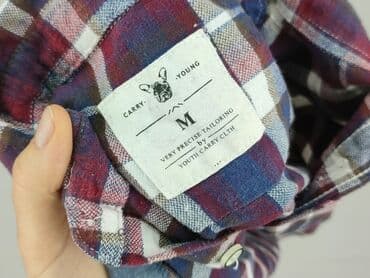 CARRY- -YOUNG
M
VERY PRECISE TAILORING
by
YOUTH CARRY CLTH